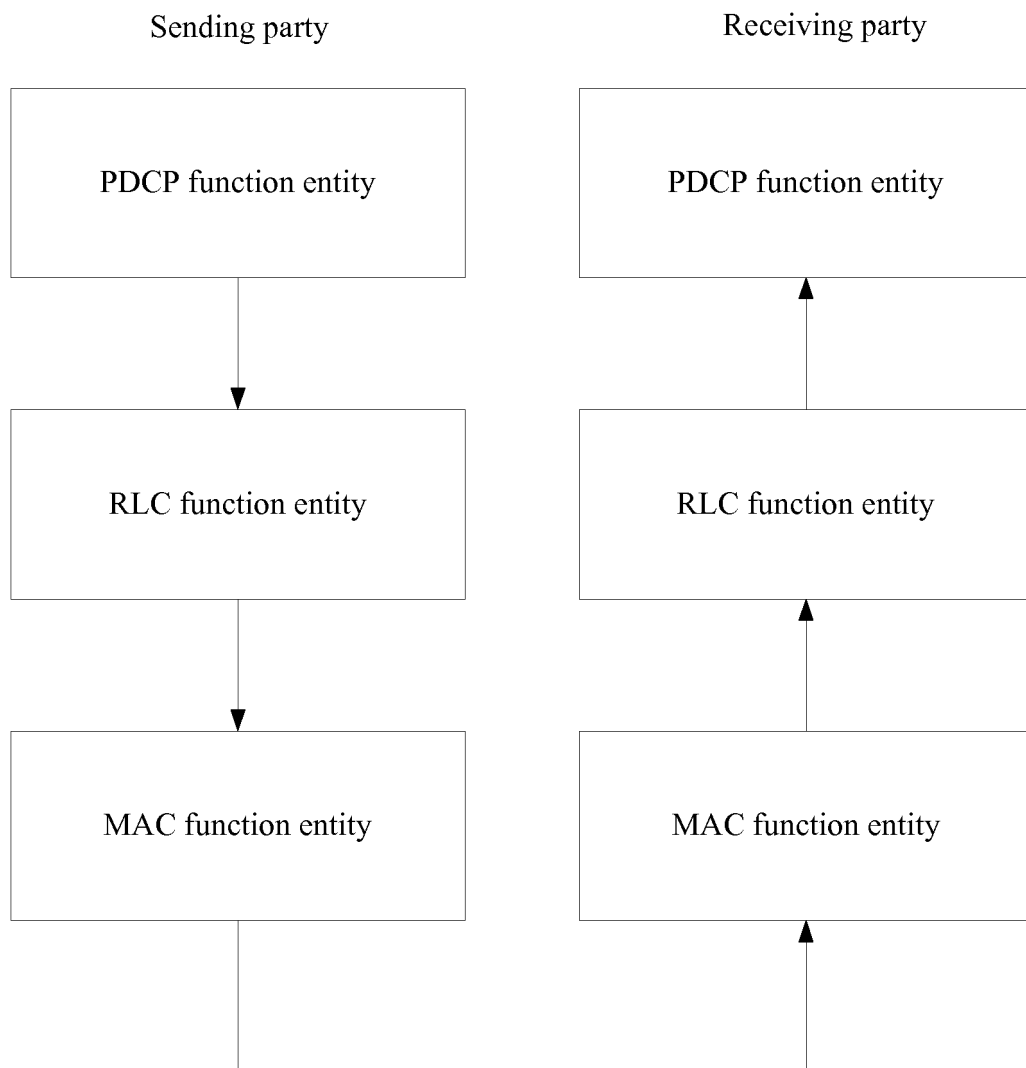 Sending party
Receiving party
PDCP function entity
PDCP function entity
RLC function entity
RLC function entity
MAC function entity
MAC function entity